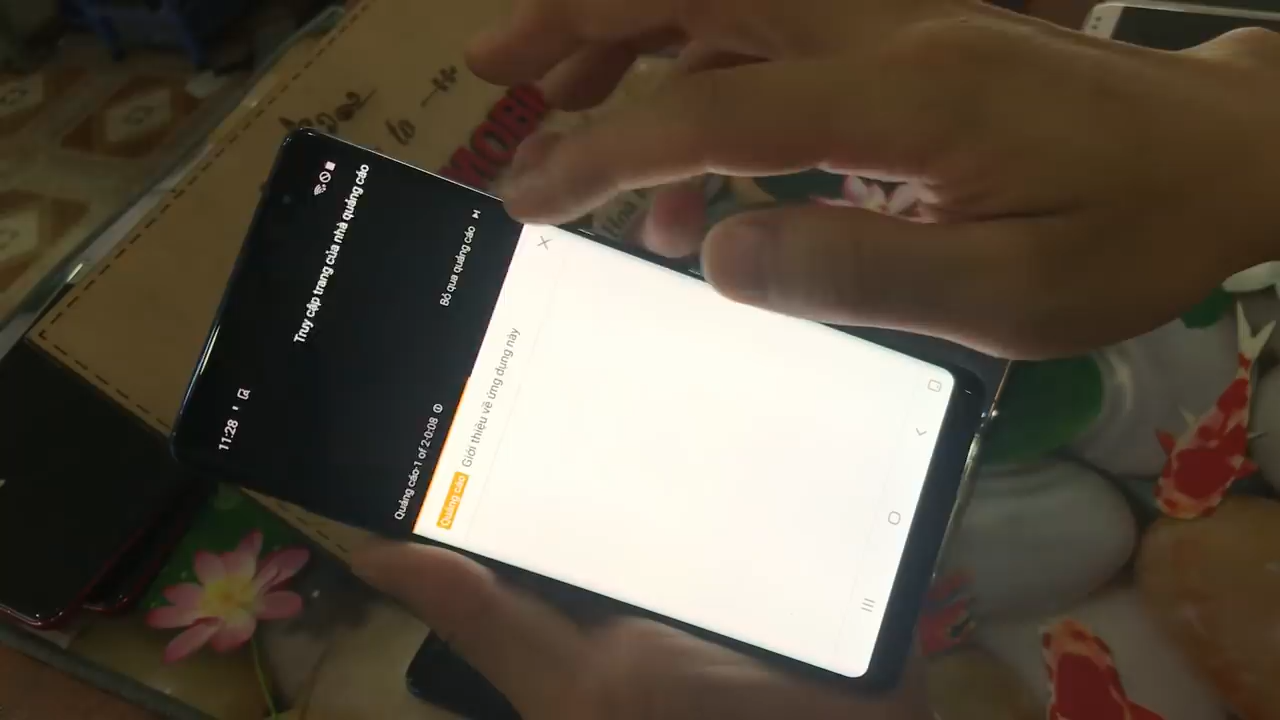 11:28
Truy cập trang của nhà quảng cáo
Quảng cáo·1 of 2·0:08
Bỏ qua quảng cáo
Quảng cáo Giới thiệu về ứng dụng này
MOBI